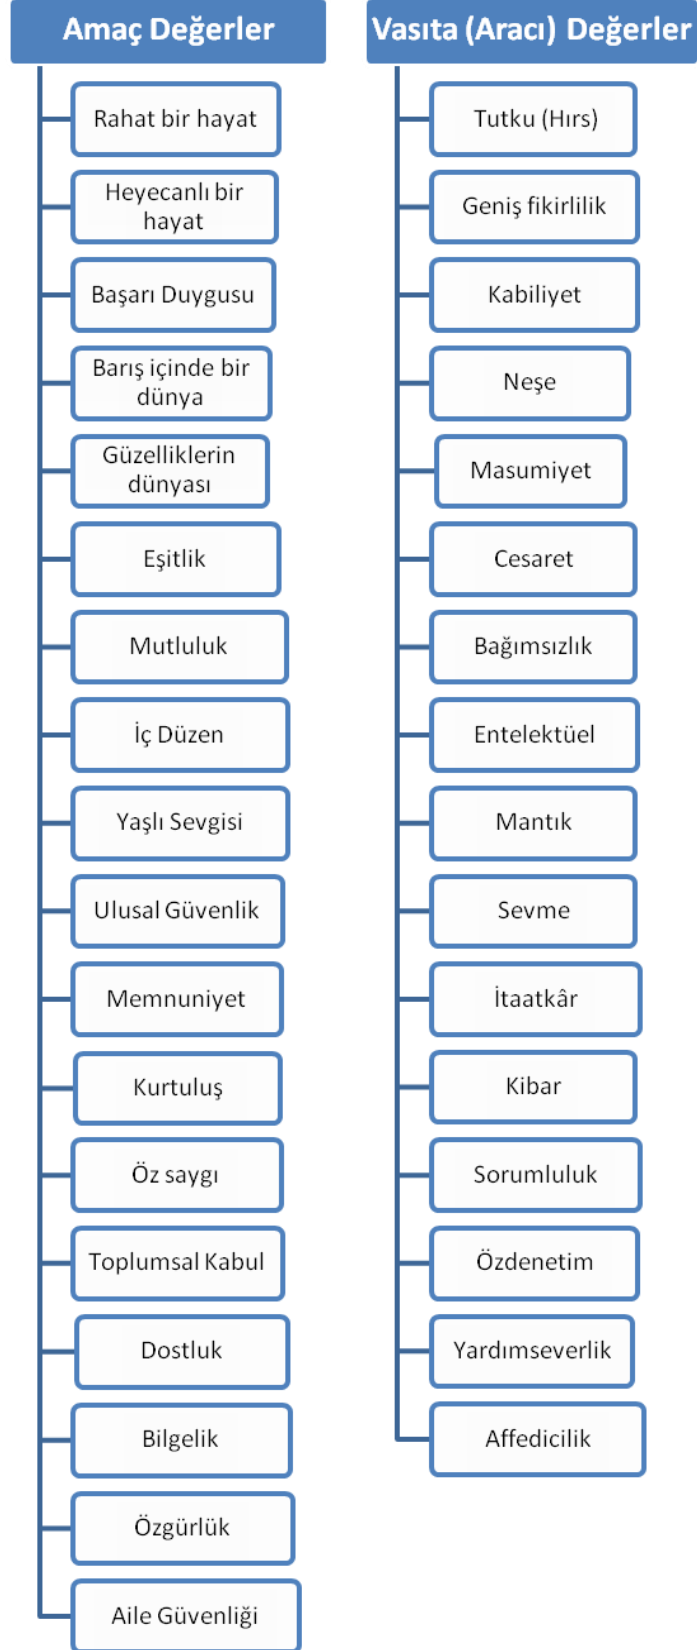 Amaç Değerler
Rahat bir hayat
Heyecanlı bir
hayat
Başarı Duygusu
Barış içinde bir
dünya
Güzelliklerin
dünyası
Eşitlik
Mutluluk
İç Düzen
Yaşlı Sevgisi
Ulusal Güvenlik
Memnuniyet
Kurtuluş
Öz saygı
Toplumsal Kabul
Dostluk
Bilgelik
Özgürlük
Aile Güvenliği
Vasıta (Aracı) Değerler
Tutku (Hırs)
Geniş fikirlilik
Kabiliyet
Neşe
Masumiyet
Cesaret
Bağımsızlık
Entelektüel
Mantık
Sevme
İtaatkâr
Kibar
Sorumluluk
Özdenetim
Yardımseverlik
Affedicilik